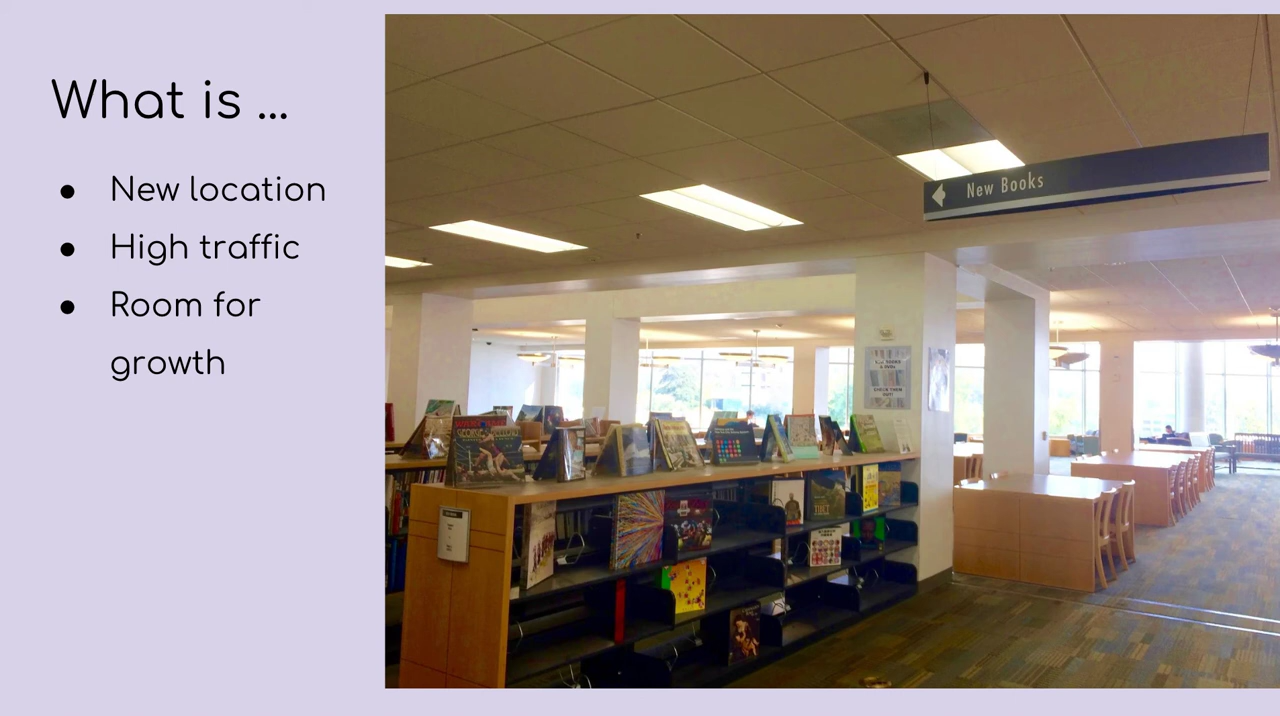 What is ...
● New location
● High traffic
● Room for
growth
New Books